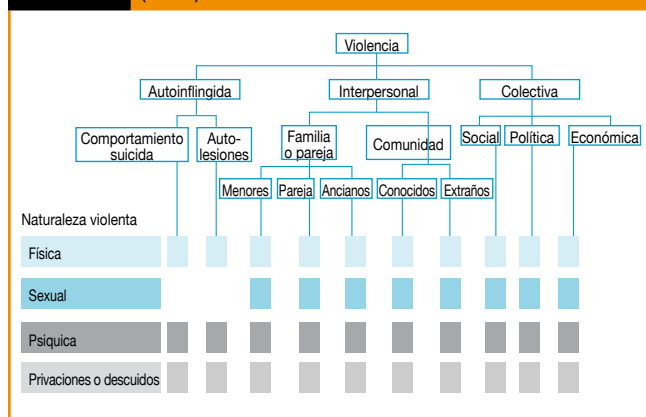 Violencia
Autoinflingida
Interpersonal
Colectiva
Comportamiento
suicida
Auto-
lesiones
Familia
o pareja
Comunidad
Social
Política
Económica
Menores
Pareja
Ancianos
Conocidos
Extraños
Naturaleza violenta
Física
Sexual
Psiquica
Privaciones o descuidos